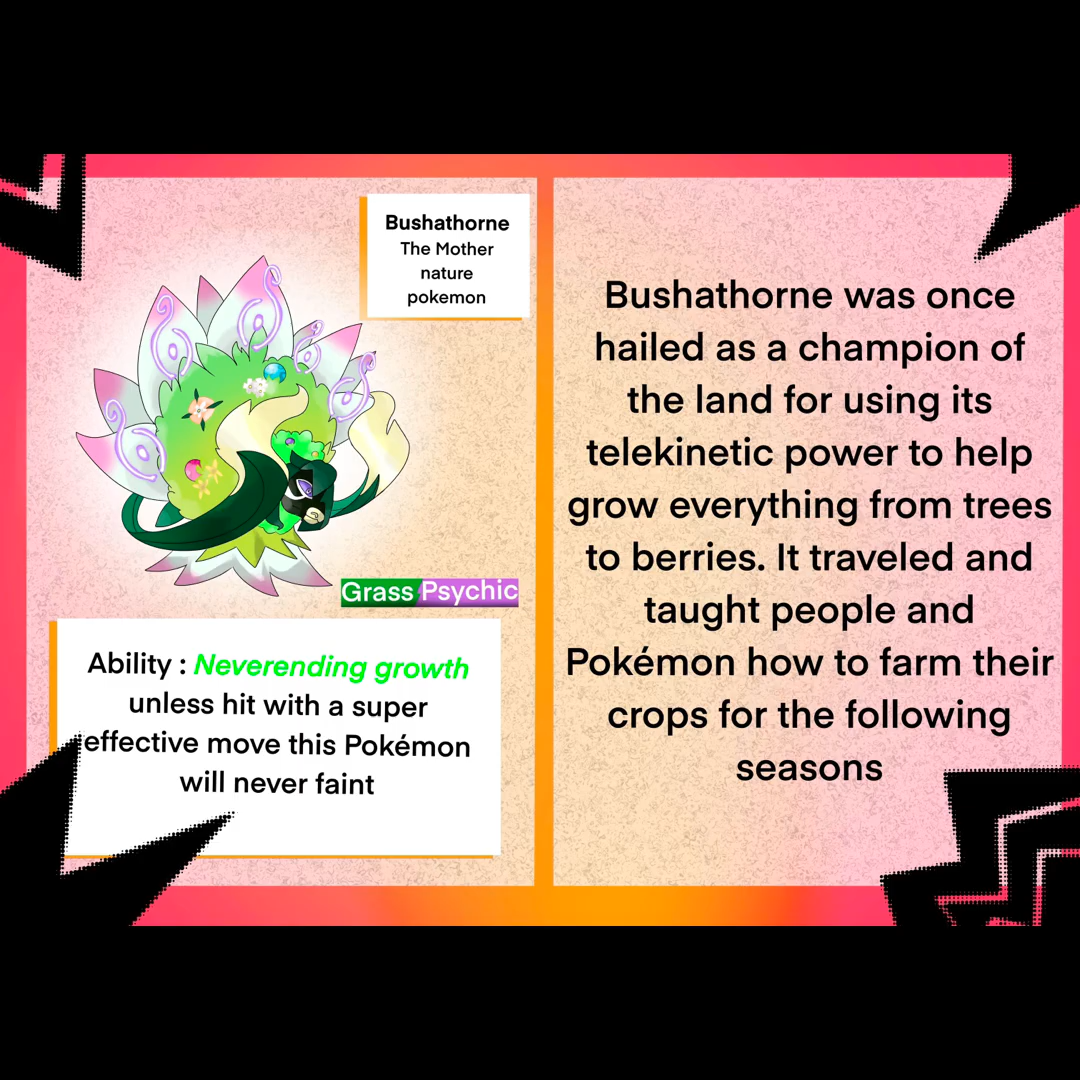 Bushathorne
The Mother
nature
pokemon
Grass Psychic
Ability : Neverending growth
unless hit with a super
effective move this Pokémon
will never faint
Bushathorne was once
hailed as a champion of
the land for using its
telekinetic power to help
grow everything from trees
to berries. It traveled and
taught people and
Pokémon how to farm their
crops for the following
seasons